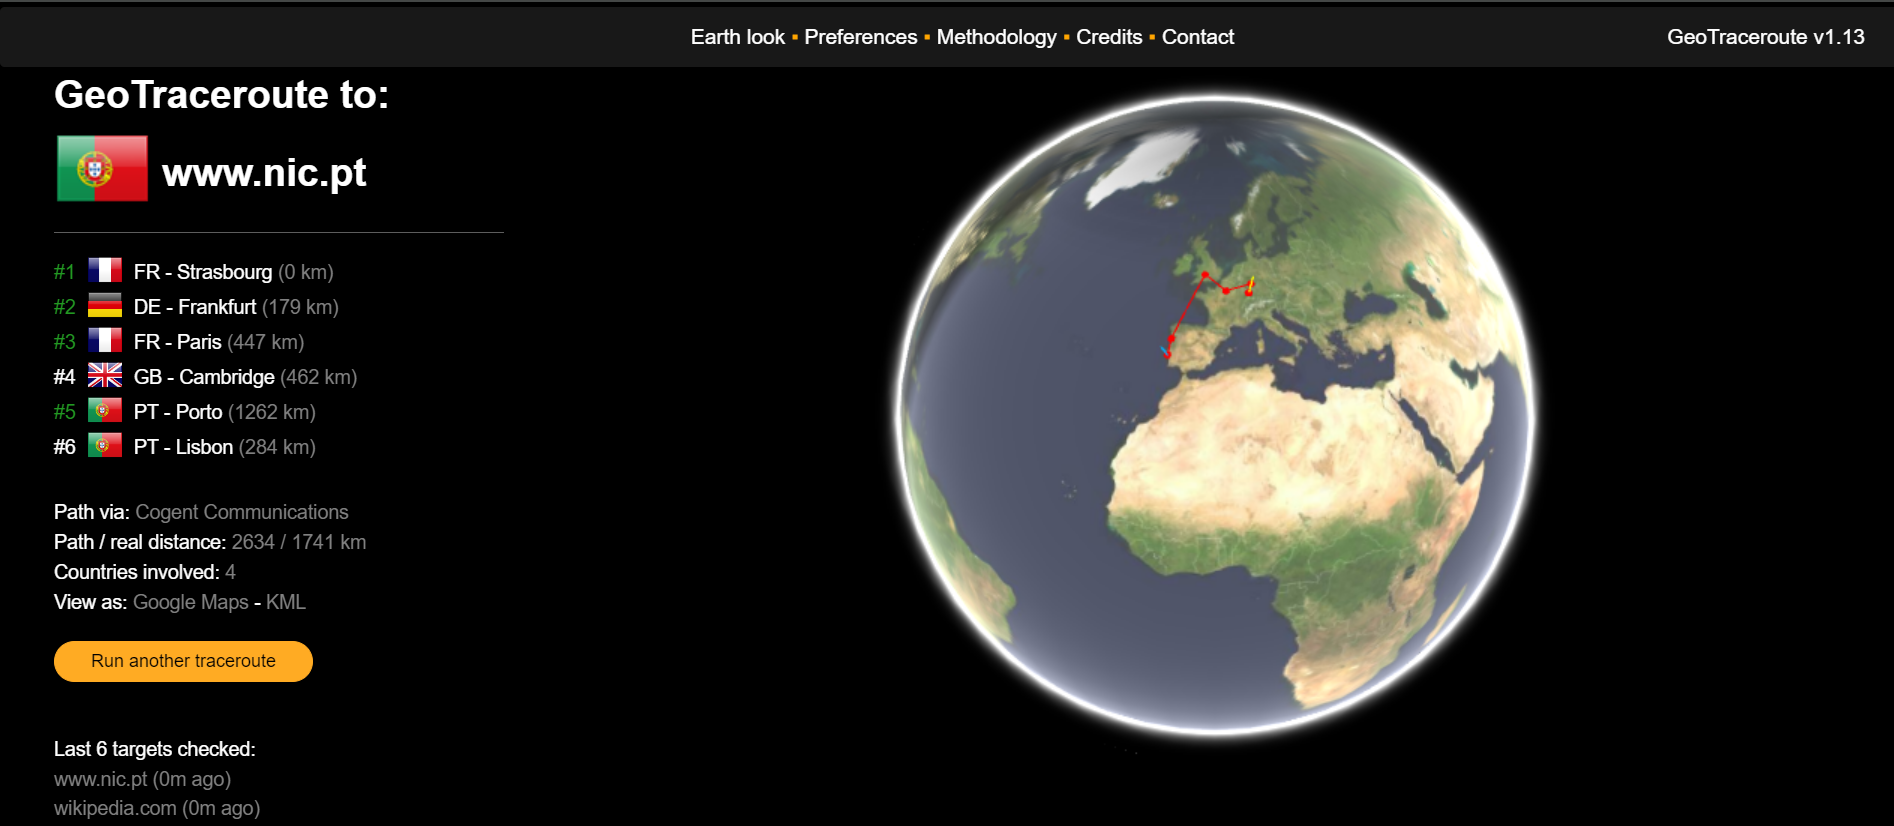 Earth look ▪ Preferences ▪ Methodology ▪ Credits ▪ Contact
GeoTraceroute v1.13
GeoTraceroute to:
www.nic.pt
#1 FR - Strasbourg (0 km)
#2 DE - Frankfurt (179 km)
#3 FR - Paris (447 km)
#4 GB - Cambridge (462 km)
#5 PT - Porto (1262 km)
#6 PT - Lisbon (284 km)
Path via: Cogent Communications
Path / real distance: 2634 / 1741 km
Countries involved: 4
View as: Google Maps - KML
Run another traceroute
Last 6 targets checked:
www.nic.pt (0m ago)
wikipedia.com (0m ago)